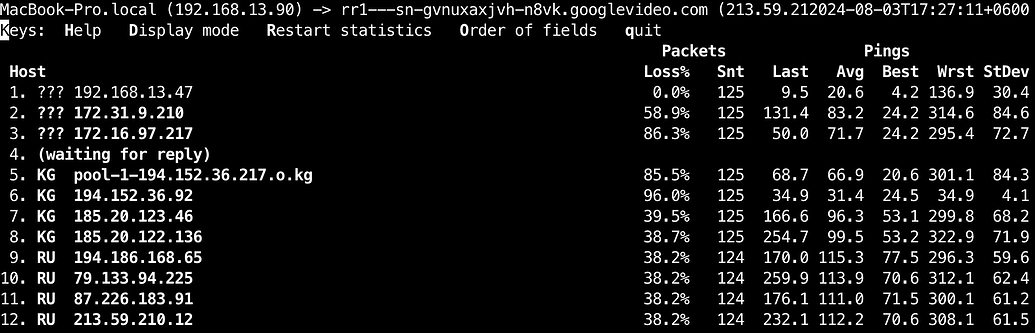 MacBook-Pro.local (192.168.13.90) -> rr1---sn-gvnuxaxjvh-n8vk.googlevideo.com (213.59.212024-08-03T17:27:11+0600
Keys:  Help   Display mode   Restart statistics   Order of fields   quit
Packets               Pings
Host                  Loss%   Snt   Last   Avg  Best  Wrst StDev
1. ??? 192.168.13.47                  0.0%   125    9.5  20.6   4.2 136.9  30.4
2. ??? 172.31.9.210                  58.9%   125  131.4  83.2  24.2 314.6  84.6
3. ??? 172.16.97.217                 86.3%   125   50.0  71.7  24.2 295.4  72.7
4. (waiting for reply)
5. KG  pool-1-194.152.36.217.o.kg    85.5%   125   68.7  66.9  20.6 301.1  84.3
6. KG  194.152.36.92                 96.0%   125   34.9  31.4  24.5  34.9   4.1
7. KG  185.20.123.46                 39.5%   125  166.6  96.3  53.1 299.8  68.2
8. KG  185.20.122.136                38.7%   125  254.7  99.5  53.2 322.9  71.9
9. RU  194.186.168.65                38.2%   124  170.0 115.3  77.5 296.3  59.6
10. RU  79.133.94.225                 38.2%   124  259.9 113.9  70.6 312.1  62.4
11. RU  87.226.183.91                 38.2%   124  176.1 111.0  71.5 300.1  61.2
12. RU  213.59.210.12                 38.2%   124  232.1 112.2  70.6 308.1  61.5